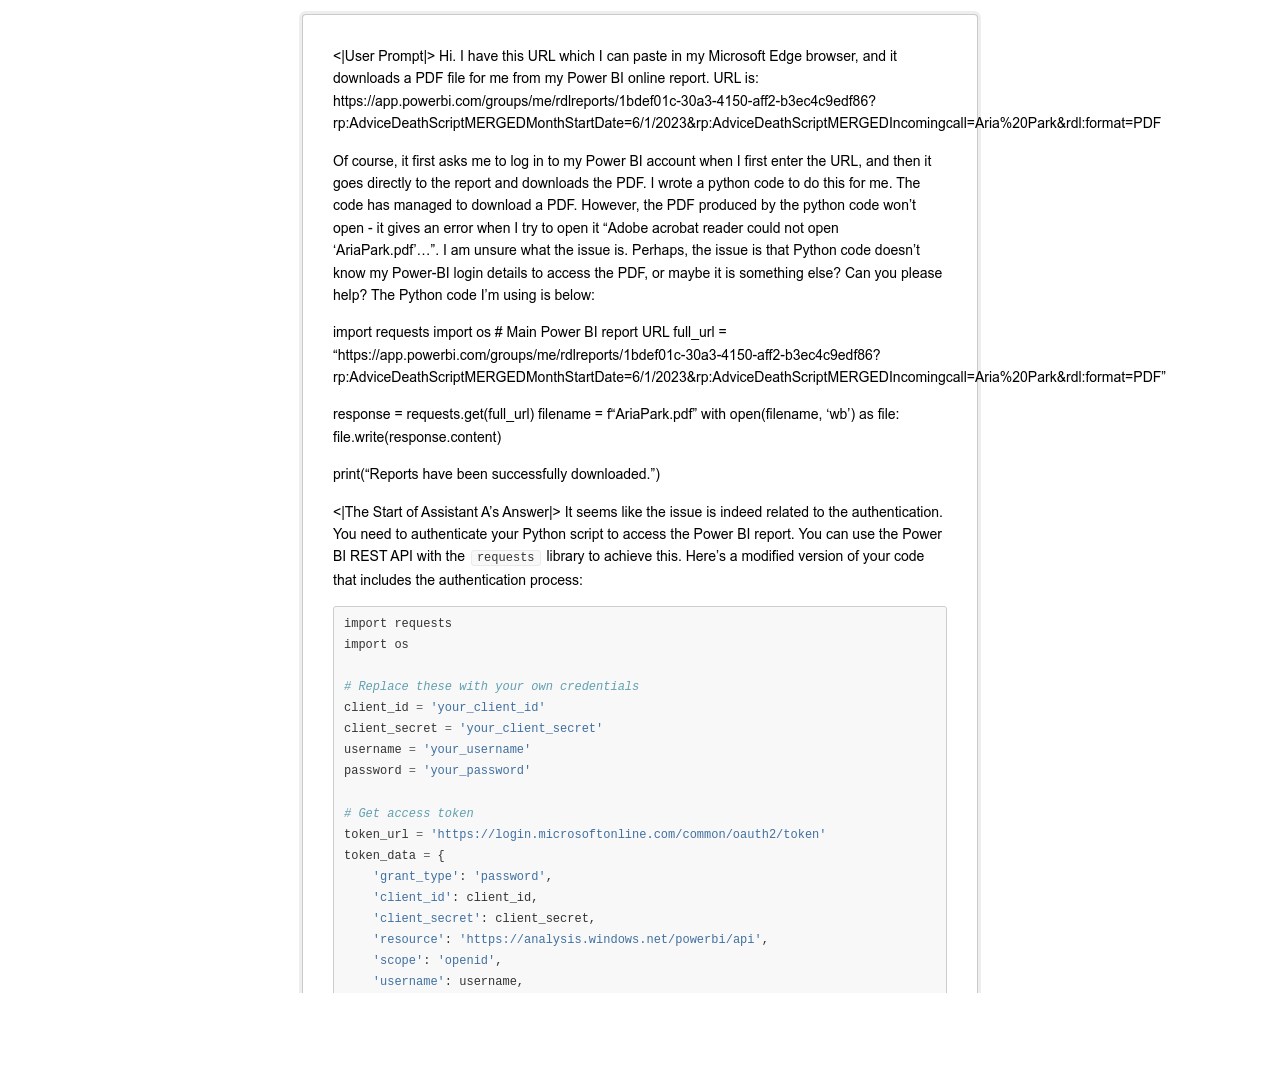 <|User Prompt|> Hi. I have this URL which I can paste in my Microsoft Edge browser, and it
downloads a PDF file for me from my Power BI online report. URL is:
https://app.powerbi.com/groups/me/rdlreports/1bdef01c-30a3-4150-aff2-b3ec4c9edf86?
rp:AdviceDeathScriptMERGEDMonthStartDate=6/1/2023&rp:AdviceDeathScriptMERGEDIncomingcall=Aria%20Park&rdl:format=PDF
Of course, it first asks me to log in to my Power BI account when I first enter the URL, and then it
goes directly to the report and downloads the PDF. I wrote a python code to do this for me. The
code has managed to download a PDF. However, the PDF produced by the python code won’t
open - it gives an error when I try to open it “Adobe acrobat reader could not open
‘AriaPark.pdf’…”. I am unsure what the issue is. Perhaps, the issue is that Python code doesn’t
know my Power-BI login details to access the PDF, or maybe it is something else? Can you please
help? The Python code I’m using is below:
import requests import os # Main Power BI report URL full_url =
“https://app.powerbi.com/groups/me/rdlreports/1bdef01c-30a3-4150-aff2-b3ec4c9edf86?
rp:AdviceDeathScriptMERGEDMonthStartDate=6/1/2023&rp:AdviceDeathScriptMERGEDIncomingcall=Aria%20Park&rdl:format=PDF”
response = requests.get(full_url) filename = f“AriaPark.pdf” with open(filename, ‘wb’) as file:
file.write(response.content)
print(“Reports have been successfully downloaded.”)
<|The Start of Assistant A’s Answer|> It seems like the issue is indeed related to the authentication.
You need to authenticate your Python script to access the Power BI report. You can use the Power
BI REST API with the requests library to achieve this. Here’s a modified version of your code
that includes the authentication process:
import requests
import os
# Replace these with your own credentials
client_id = 'your_client_id'
client_secret = 'your_client_secret'
username = 'your_username'
password = 'your_password'
# Get access token
token_url = 'https://login.microsoftonline.com/common/oauth2/token'
token_data = {
    'grant_type': 'password',
    'client_id': client_id,
    'client_secret': client_secret,
    'resource': 'https://analysis.windows.net/powerbi/api',
    'scope': 'openid',
    'username': username,